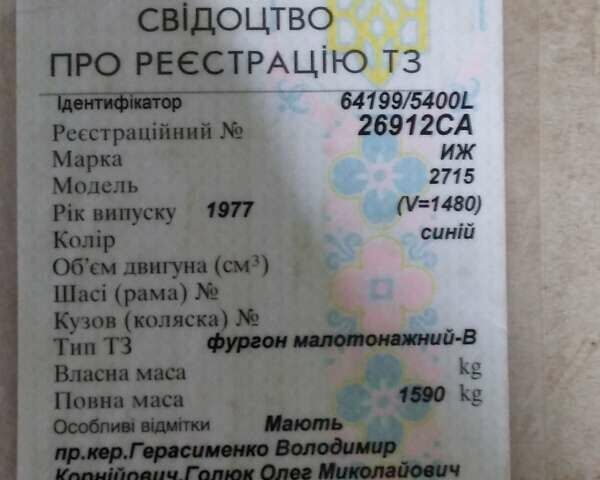 СВІДОЦТВО
ПРО РЕЄСТРАЦІЮ ТЗ
Ідентифікатор 64199/5400L
Реєстраційний № 26912СА
Марка ИЖ
Модель 2715
Рік випуску 1977 (V=1480)
Колір синій
Об'єм двигуна (см³)
Шасі (рама) №
Кузов (коляска) №
Тип ТЗ фургон малотонажний-В
Власна маса kg
Повна маса 1590 kg
Особливі відмітки Мають
пр.кер.Герасименко Володимир
Корнійович,Голюк Олег Миколайович